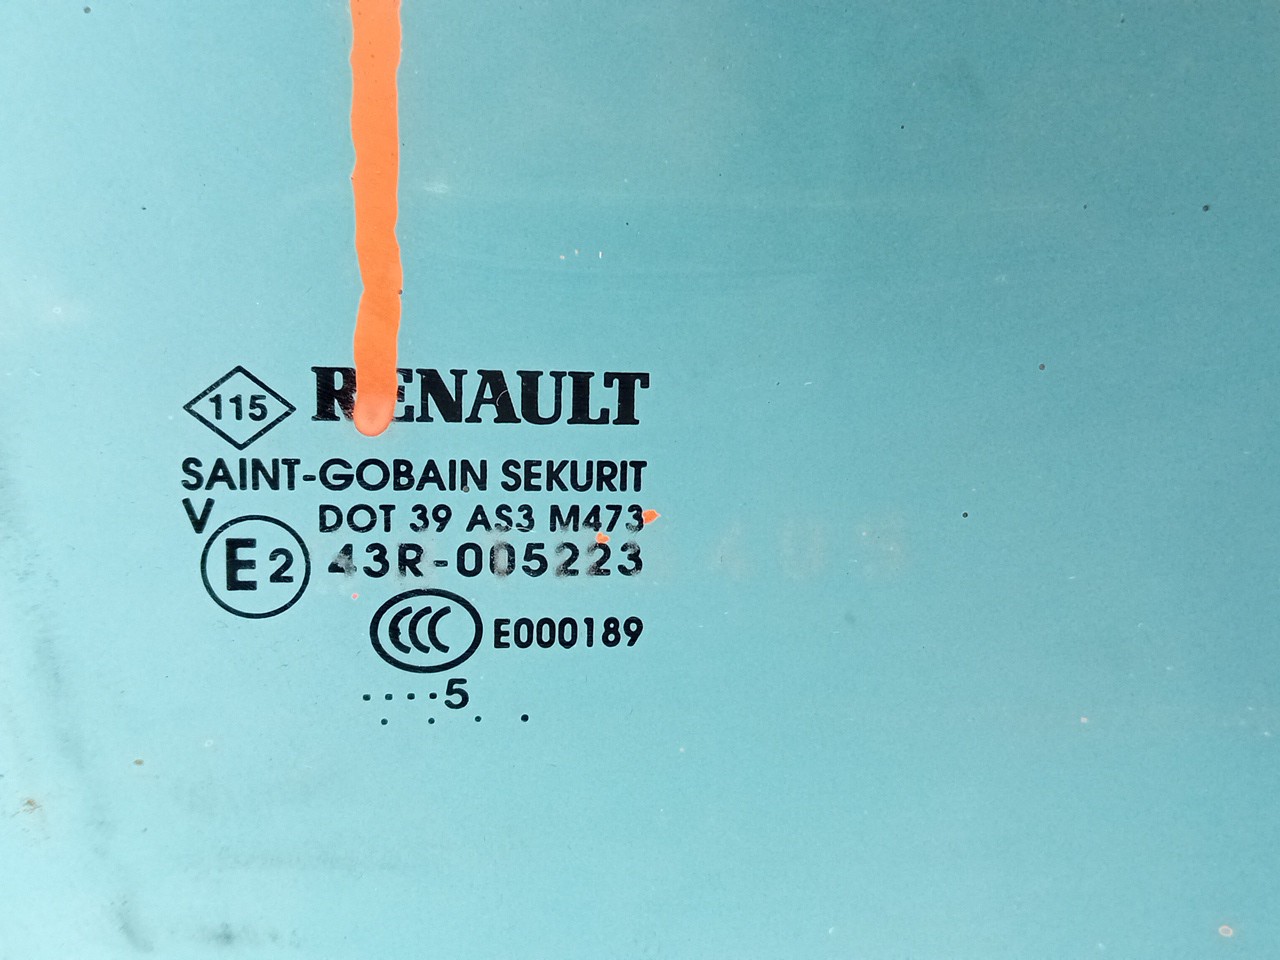 115 RENAULT
SAINT-GOBAIN SEKURIT
V DOT 39 AS3 M473
E2 43R-005223
CCC E000189
....5
. . . .